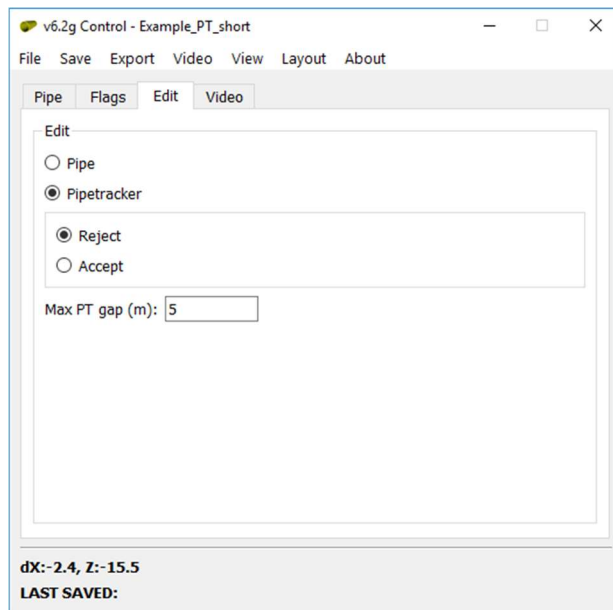 v6.2g Control - Example_PT_short
File Save Export Video View Layout About
Pipe Flags Edit Video
Edit
Pipe
Pipetracker
Reject
Accept
Max PT gap (m): 5
dX:-2.4, Z:-15.5
LAST SAVED: